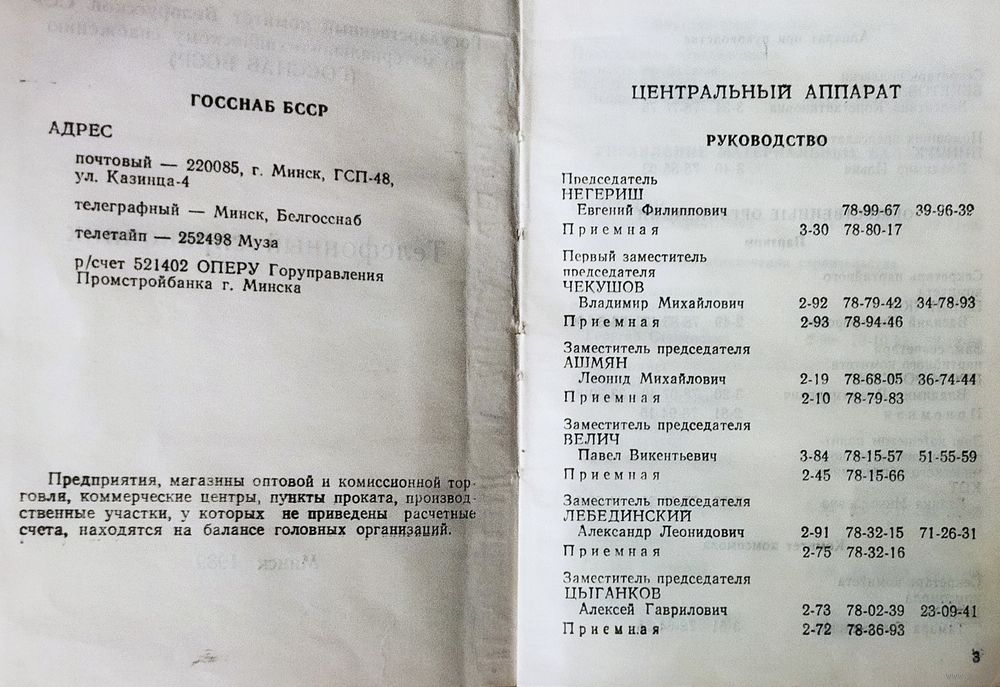 ГОССНАБ БССР
АДРЕС
почтовый — 220085, г. Минск, ГСП-48,
ул. Казинца-4
телеграфный — Минск, Белгосснаб
телетайп — 252498 Муза
р/счет 521402 ОПЕРУ Горуправления
Промстройбанка г. Минска
Предприятия, магазины оптовой и комиссионной тор-
говли, коммерческие центры, пункты проката, производ-
ственные участки, у которых не приведены расчетные
счета, находятся на балансе головных организаций.
ЦЕНТРАЛЬНЫЙ АППАРАТ
РУКОВОДСТВО
Председатель
НЕГЕРИШ
Евгений Филиппович 78-99-67 39-96-39
Приемная 3-30 78-80-17
Первый заместитель
председателя
ЧЕКУШОВ
Владимир Михайлович 2-92 78-79-42 34-78-93
Приемная 2-93 78-94-46
Заместитель председателя
АШМЯН
Леонид Михайлович 2-19 78-68-05 36-74-44
Приемная 2-10 78-79-83
Заместитель председателя
ВЕЛИЧ
Павел Викентьевич 3-84 78-15-57 51-55-59
Приемная 2-45 78-15-66
Заместитель председателя
ЛЕБЕДИНСКИЙ
Александр Леонидович 2-91 78-32-15 71-26-31
Приемная 2-75 78-32-16
Заместитель председателя
ЦЫГАНКОВ
Алексей Гаврилович 2-73 78-02-39 23-09-41
Приемная 2-72 78-36-93
3